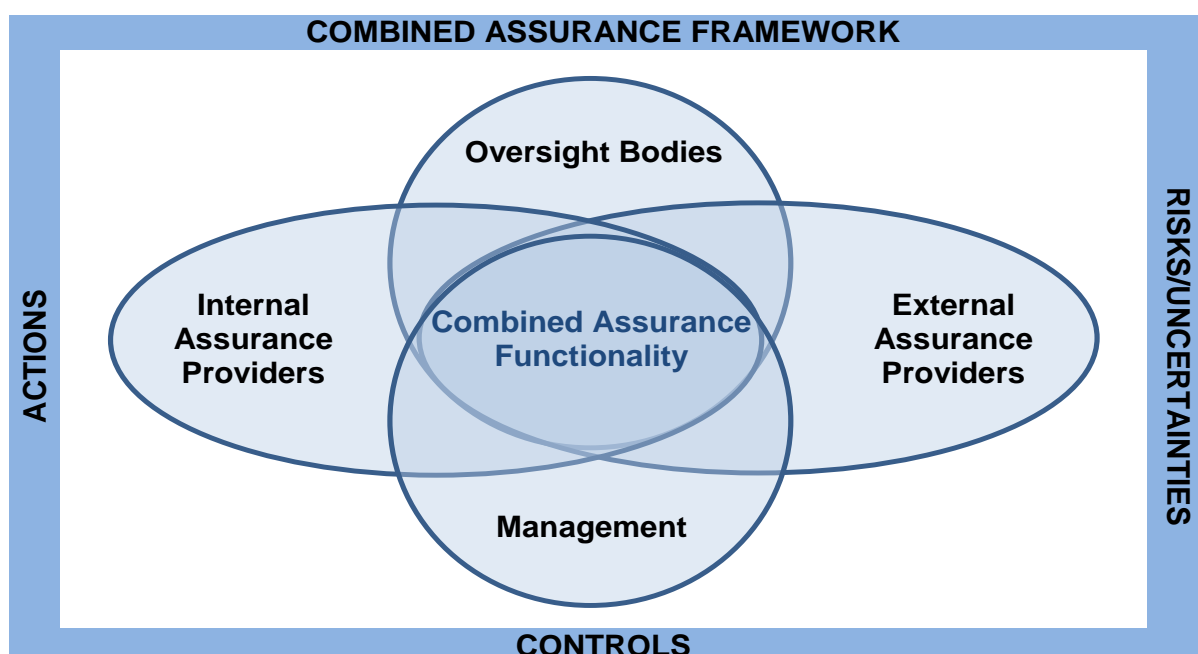 COMBINED ASSURANCE FRAMEWORK
Oversight Bodies
ACTIONS
Internal
Assurance
Providers
Combined Assurance
Functionality
External
Assurance
Providers
RISKS/UNCERTAINTIES
Management
CONTROLS